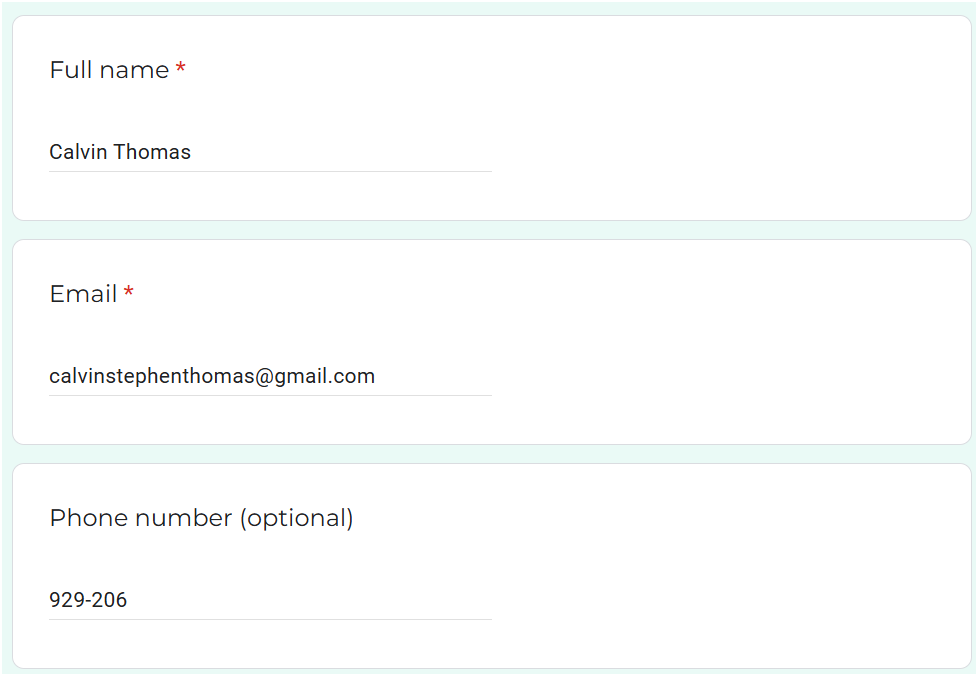 Full name *
Calvin Thomas
Email *
calvinstephenthomas@gmail.com
Phone number (optional)
929-206